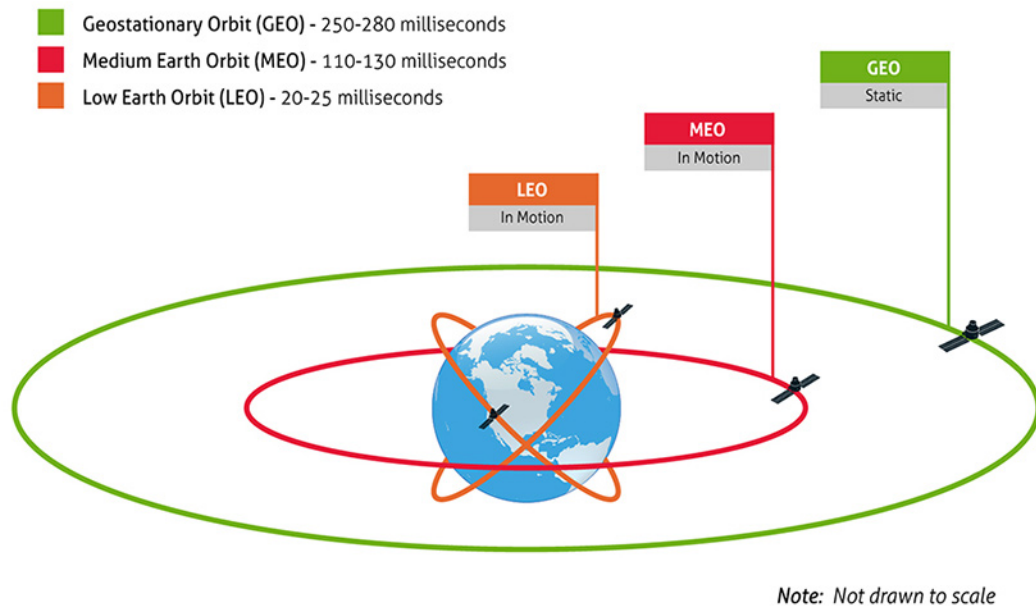 Geostationary Orbit (GEO) - 250-280 milliseconds
Medium Earth Orbit (MEO) - 110-130 milliseconds
Low Earth Orbit (LEO) - 20-25 milliseconds
GEO
Static
MEO
In Motion
LEO
In Motion
Note: Not drawn to scale